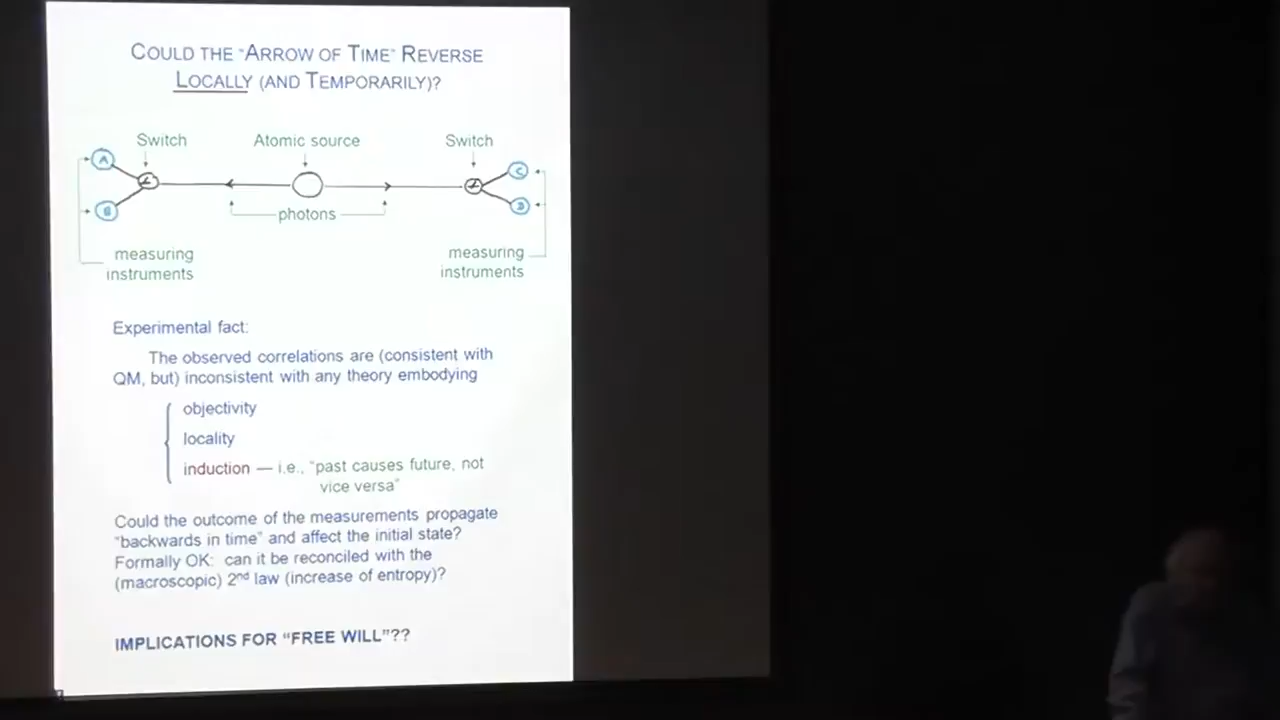 COULD THE "ARROW OF TIME" REVERSE
LOCALLY (AND TEMPORARILY)?
Switch
Atomic source
Switch
A
C
B
D
photons
measuring
instruments
measuring
instruments
Experimental fact:
The observed correlations are (consistent with
QM, but) inconsistent with any theory embodying
objectivity
locality
induction — i.e., "past causes future, not
vice versa"
Could the outcome of the measurements propagate
"backwards in time" and affect the initial state?
Formally OK: can it be reconciled with the
(macroscopic) 2nd law (increase of entropy)?
IMPLICATIONS FOR "FREE WILL"??